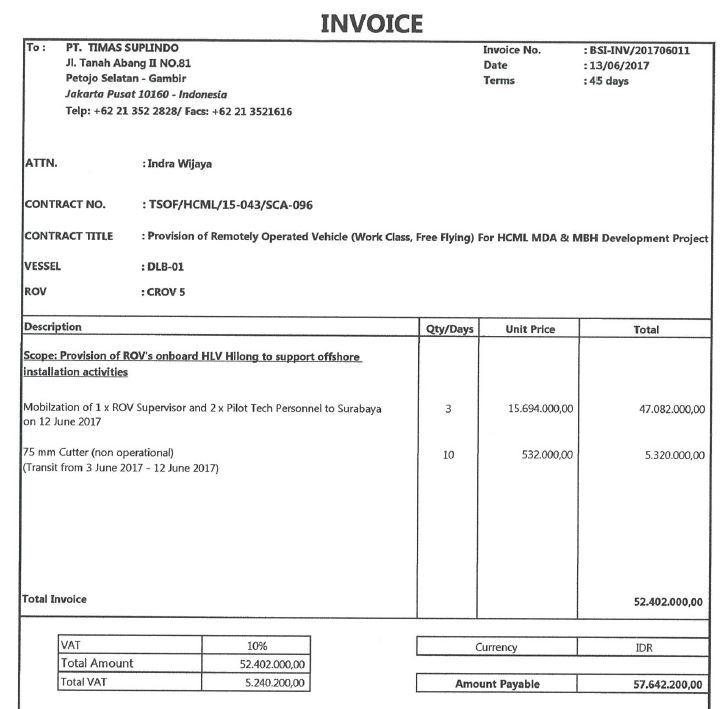 INVOICE
To : PT. TIMAS SUPLINDO
Jl. Tanah Abang II NO.81
Petojo Selatan - Gambir
Jakarta Pusat 10160 - Indonesia
Telp: +62 21 352 2828/ Facs: +62 21 3521616
Invoice No. : BSI-INV/201706011
Date : 13/06/2017
Terms : 45 days
ATTN. : Indra Wijaya
CONTRACT NO. : TSOF/HCML/15-043/SCA-096
CONTRACT TITLE : Provision of Remotely Operated Vehicle (Work Class, Free Flying) For HCML MDA & MBH Development Project
VESSEL : DLB-01
ROV : CROV 5
Description Qty/Days Unit Price Total
Scope: Provision of ROV's onboard HLV Hilong to support offshore
installation activities
Mobilzation of 1 x ROV Supervisor and 2 x Pilot Tech Personnel to Surabaya 3 15.694.000,00 47.082.000,00
on 12 June 2017
75 mm Cutter (non operational) 10 532.000,00 5.320.000,00
(Transit from 3 June 2017 - 12 June 2017)
Total Invoice 52.402.000,00
VAT 10%
Total Amount 52.402.000,00
Total VAT 5.240.200,00
Currency IDR
Amount Payable 57.642.200,00